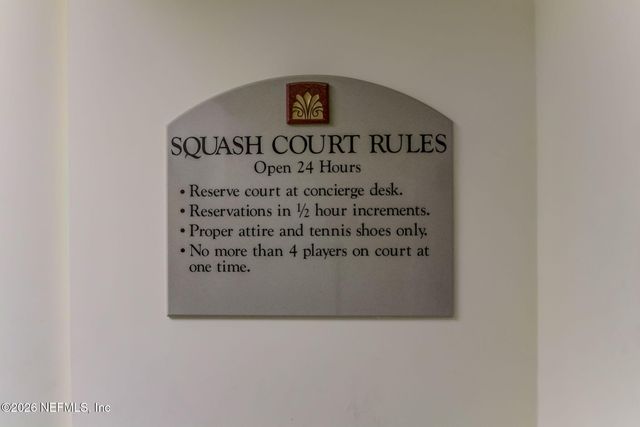 SQUASH COURT RULES
Open 24 Hours
• Reserve court at concierge desk.
• Reservations in ½ hour increments.
• Proper attire and tennis shoes only.
• No more than 4 players on court at
one time.
©2026 NEFMLS, Inc